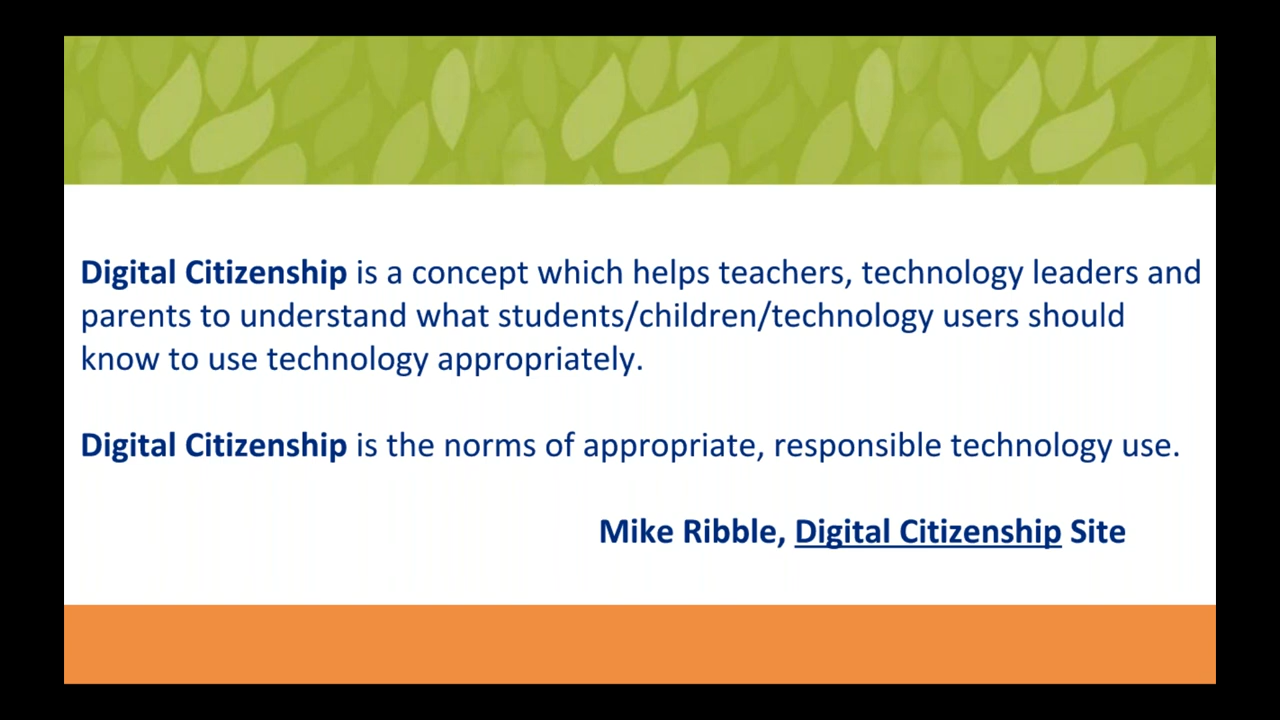 Digital Citizenship is a concept which helps teachers, technology leaders and
parents to understand what students/children/technology users should
know to use technology appropriately.
Digital Citizenship is the norms of appropriate, responsible technology use.
Mike Ribble, Digital Citizenship Site